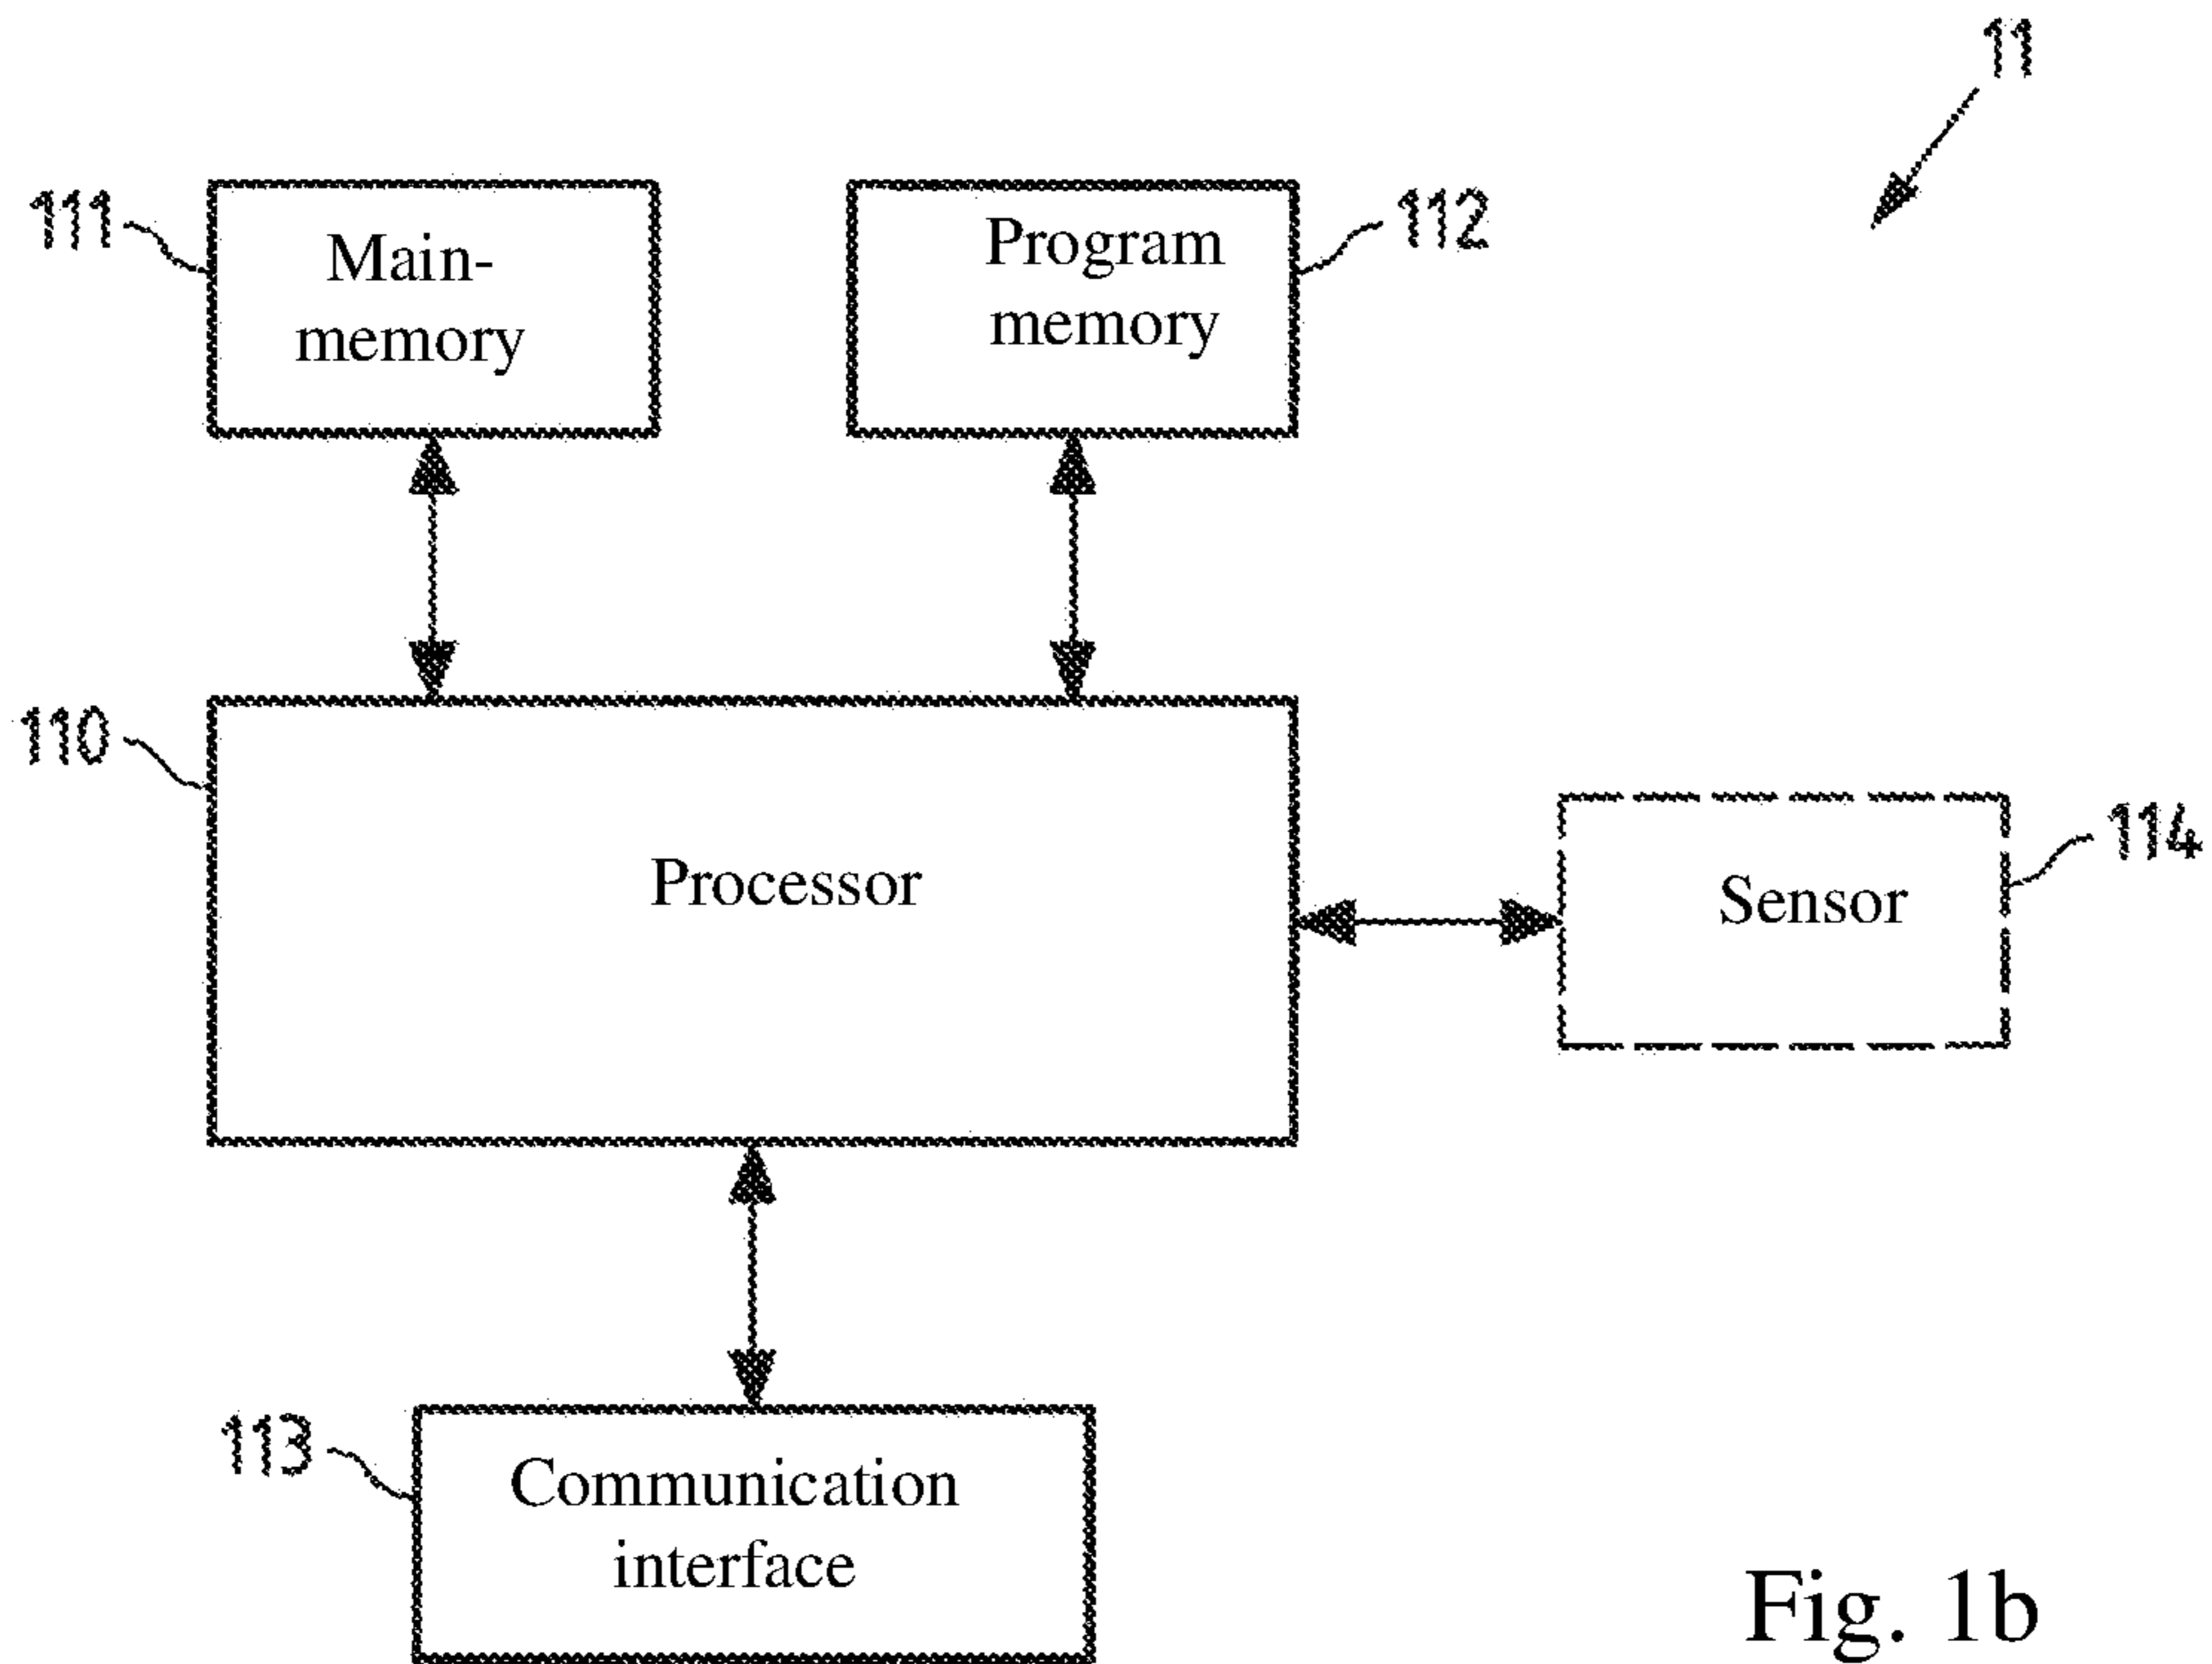 11
111
Main-
memory
Program
memory
112
110
Processor
Sensor
114
113
Communication
interface
Fig. 1b